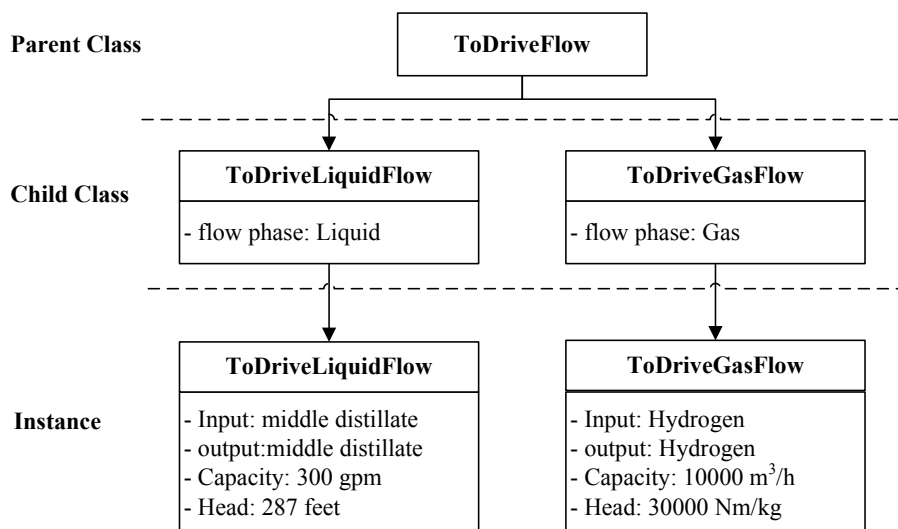 Parent Class
ToDriveFlow
Child Class
ToDriveLiquidFlow
- flow phase: Liquid
ToDriveGasFlow
- flow phase: Gas
Instance
ToDriveLiquidFlow
- Input: middle distillate
- output:middle distillate
- Capacity: 300 gpm
- Head: 287 feet
ToDriveGasFlow
- Input: Hydrogen
- output: Hydrogen
- Capacity: 10000 m³/h
- Head: 30000 Nm/kg